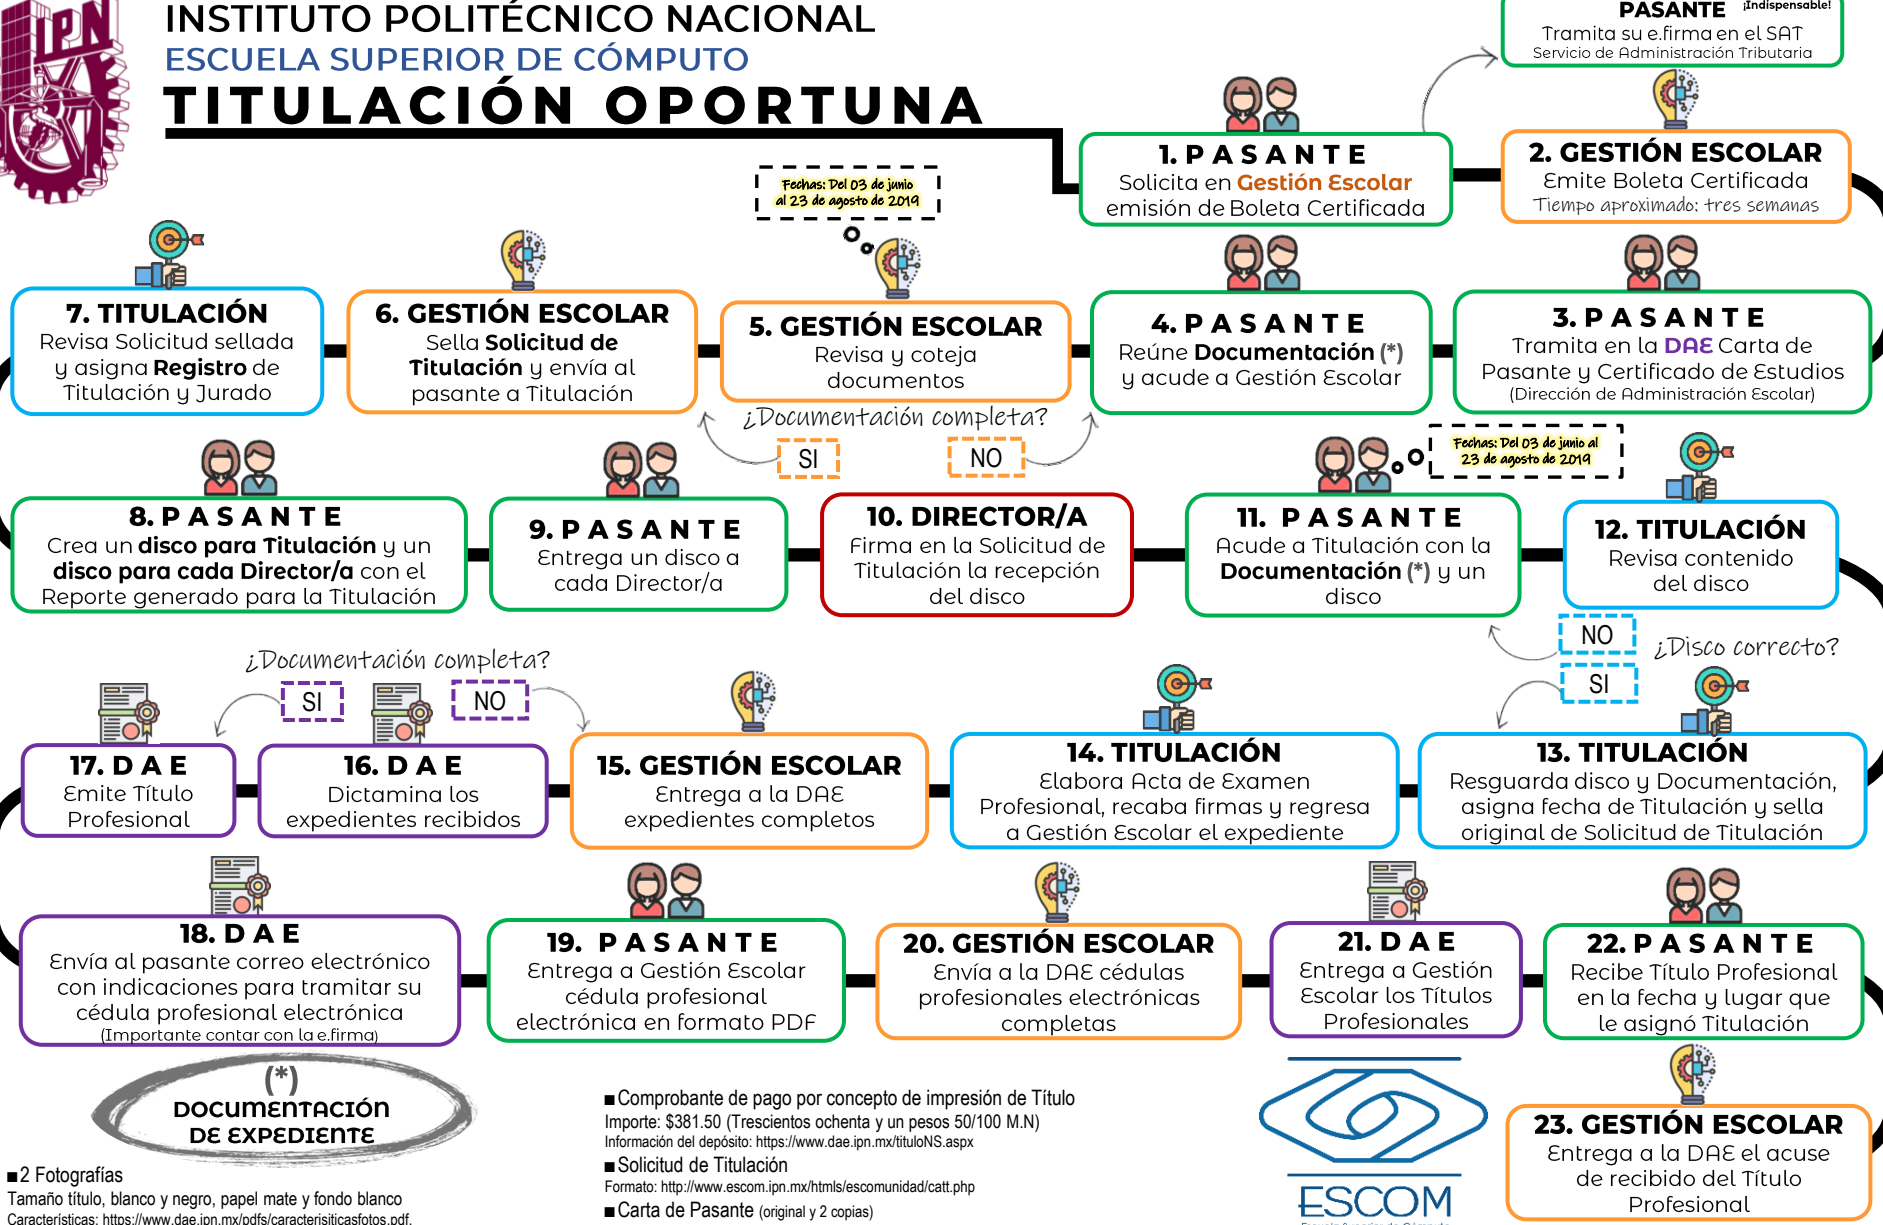 IPN
INSTITUTO POLITÉCNICO NACIONAL
ESCUELA SUPERIOR DE CÓMPUTO
TITULACIÓN OPORTUNA
PASANTE ¡Indispensable!
Tramita su e.firma en el SAT
Servicio de Administración Tributaria
1. PASANTE
Solicita en Gestión Escolar
emisión de Boleta Certificada
2. GESTIÓN ESCOLAR
Emite Boleta Certificada
Tiempo aproximado: tres semanas
3. PASANTE
Tramita en la DAE Carta de
Pasante y Certificado de Estudios
(Dirección de Administración Escolar)
4. PASANTE
Reúne Documentación (*)
y acude a Gestión Escolar
Fechas: Del 03 de junio
al 23 de agosto de 2019
5. GESTIÓN ESCOLAR
Revisa y coteja
documentos
¿Documentación completa?
SI
NO
6. GESTIÓN ESCOLAR
Sella Solicitud de
Titulación y envía al
pasante a Titulación
7. TITULACIÓN
Revisa Solicitud sellada
y asigna Registro de
Titulación y Jurado
8. PASANTE
Crea un disco para Titulación y un
disco para cada Director/a con el
Reporte generado para la Titulación
9. PASANTE
Entrega un disco a
cada Director/a
10. DIRECTOR/A
Firma en la Solicitud de
Titulación la recepción
del disco
Fechas: Del 03 de junio al
23 de agosto de 2019
11. PASANTE
Acude a Titulación con la
Documentación (*) y un
disco
12. TITULACIÓN
Revisa contenido
del disco
¿Disco correcto?
NO
SI
13. TITULACIÓN
Resguarda disco y Documentación,
asigna fecha de Titulación y sella
original de Solicitud de Titulación
14. TITULACIÓN
Elabora Acta de Examen
Profesional, recaba firmas y regresa
a Gestión Escolar el expediente
15. GESTIÓN ESCOLAR
Entrega a la DAE
expedientes completos
¿Documentación completa?
SI
NO
16. DAE
Dictamina los
expedientes recibidos
17. DAE
Emite Título
Profesional
18. DAE
Envía al pasante correo electrónico
con indicaciones para tramitar su
cédula profesional electrónica
(Importante contar con la e.firma)
19. PASANTE
Entrega a Gestión Escolar
cédula profesional
electrónica en formato PDF
20. GESTIÓN ESCOLAR
Envía a la DAE cédulas
profesionales electrónicas
completas
21. DAE
Entrega a Gestión
Escolar los Títulos
Profesionales
22. PASANTE
Recibe Título Profesional
en la fecha y lugar que
le asignó Titulación
23. GESTIÓN ESCOLAR
Entrega a la DAE el acuse
de recibido del Título
Profesional
(*)
DOCUMENTACIÓN
DE EXPEDIENTE
■2 Fotografías
Tamaño título, blanco y negro, papel mate y fondo blanco
Características: https://www.dae.ipn.mx/pdfs/caracterisiticasfotos.pdf.
■Comprobante de pago por concepto de impresión de Título
Importe: $381.50 (Trescientos ochenta y un pesos 50/100 M.N)
Información del depósito: https://www.dae.ipn.mx/tituloNS.aspx
■Solicitud de Titulación
Formato: http://www.escom.ipn.mx/htmls/escomunidad/catt.php
■Carta de Pasante (original y 2 copias)
ESCOM